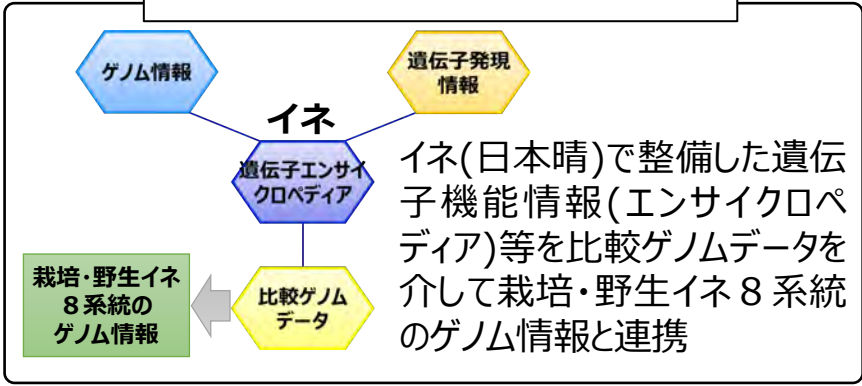 ゲノム情報
遺伝子発現
情報
イネ
遺伝子エンサイ
クロペディア
栽培・野生イネ
８系統の
ゲノム情報
比較ゲノム
データ
イネ(日本晴)で整備した遺伝
子機能情報(エンサイクロペ
ディア)等を比較ゲノムデータを
介して栽培・野生イネ８系統
のゲノム情報と連携